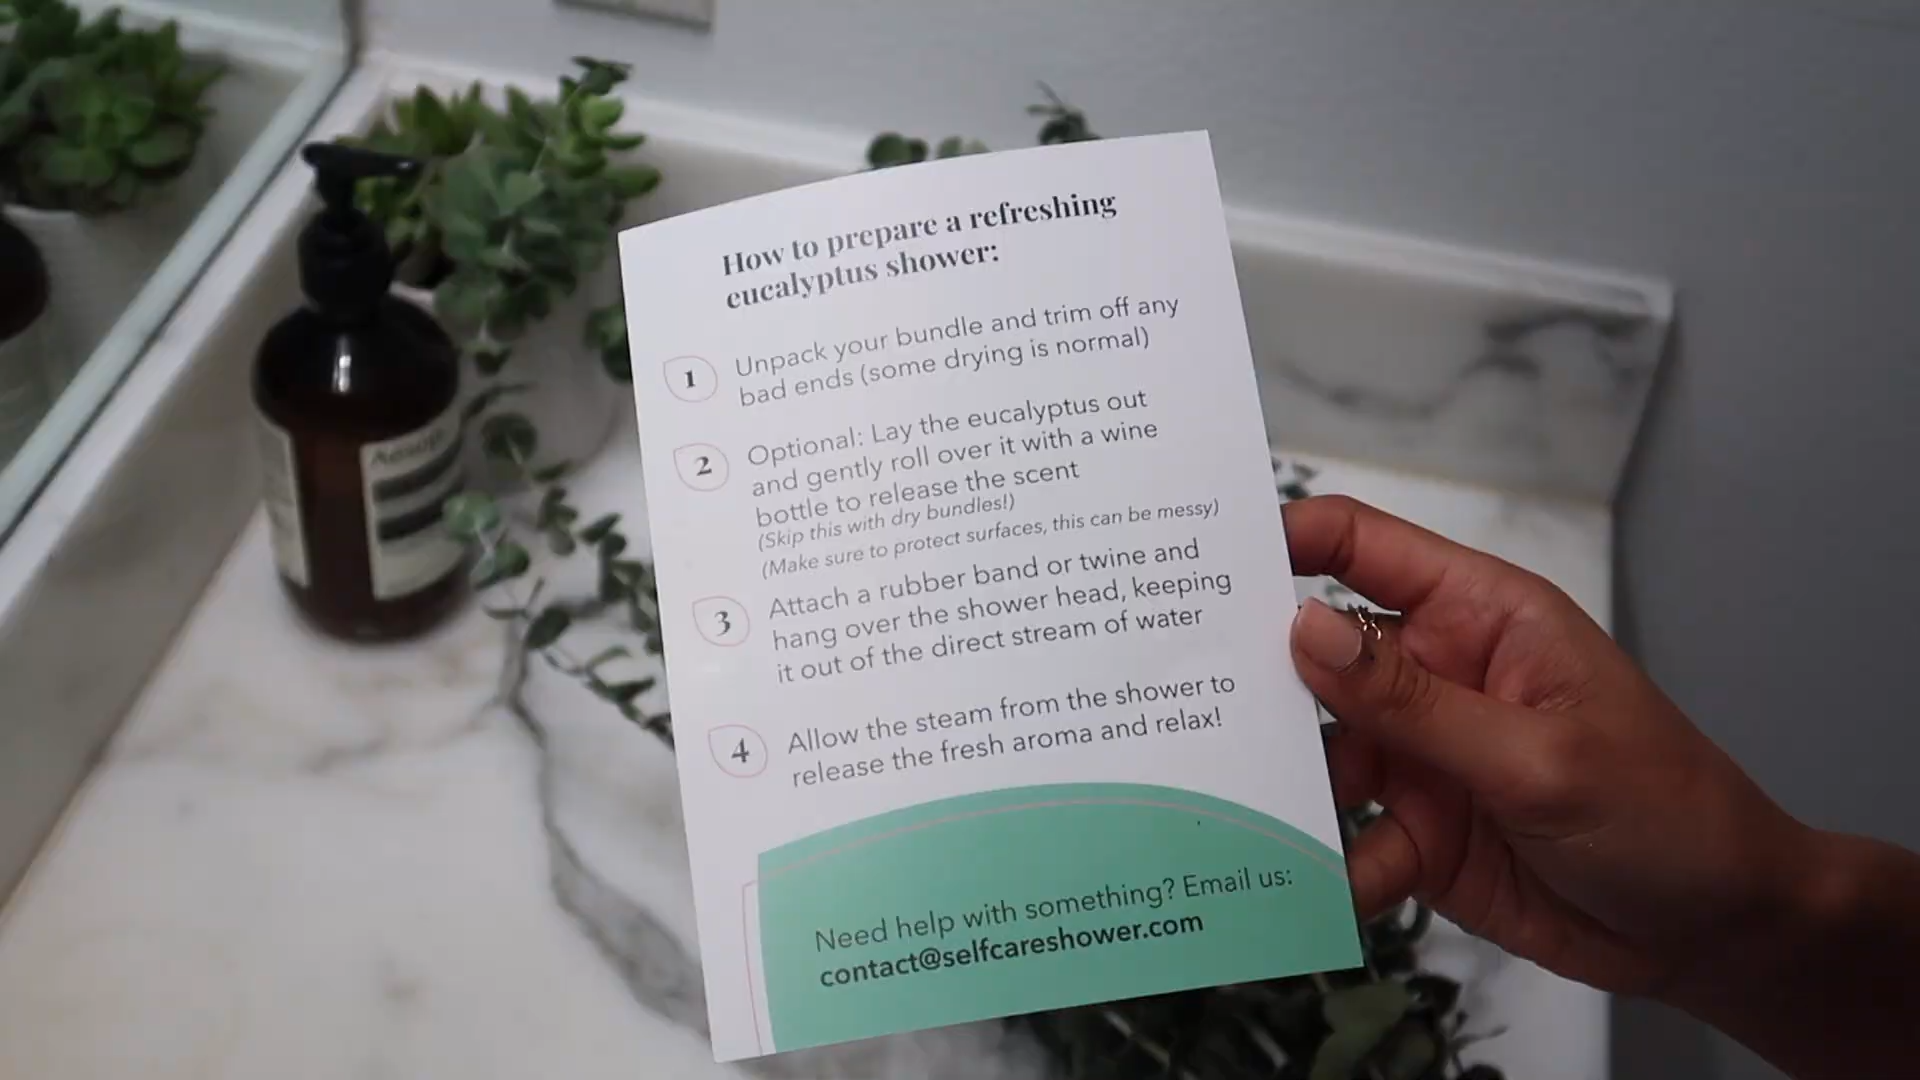 How to prepare a refreshing
eucalyptus shower:
1
Unpack your bundle and trim off any
bad ends (some drying is normal)
2
Optional: Lay the eucalyptus out
and gently roll over it with a wine
bottle to release the scent
(Skip this with dry bundles!)
(Make sure to protect surfaces, this can be messy)
3
Attach a rubber band or twine and
hang over the shower head, keeping
it out of the direct stream of water
4
Allow the steam from the shower to
release the fresh aroma and relax!
Need help with something? Email us:
contact@selfcareshower.com
Aesop